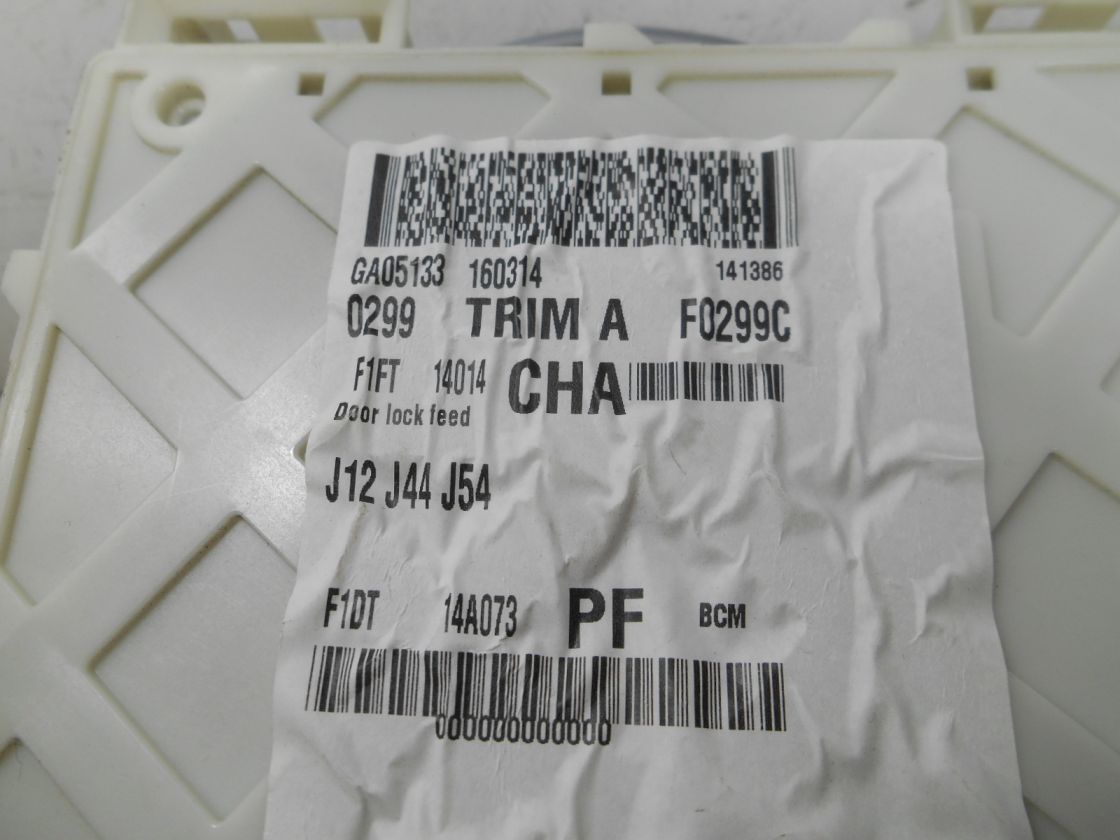 GA05133 160314 141386
0299 TRIM A F0299C
F1FT 14014 CHA
Door lock feed
J12 J44 J54
F1DT 14A073 PF BCM
000000000000